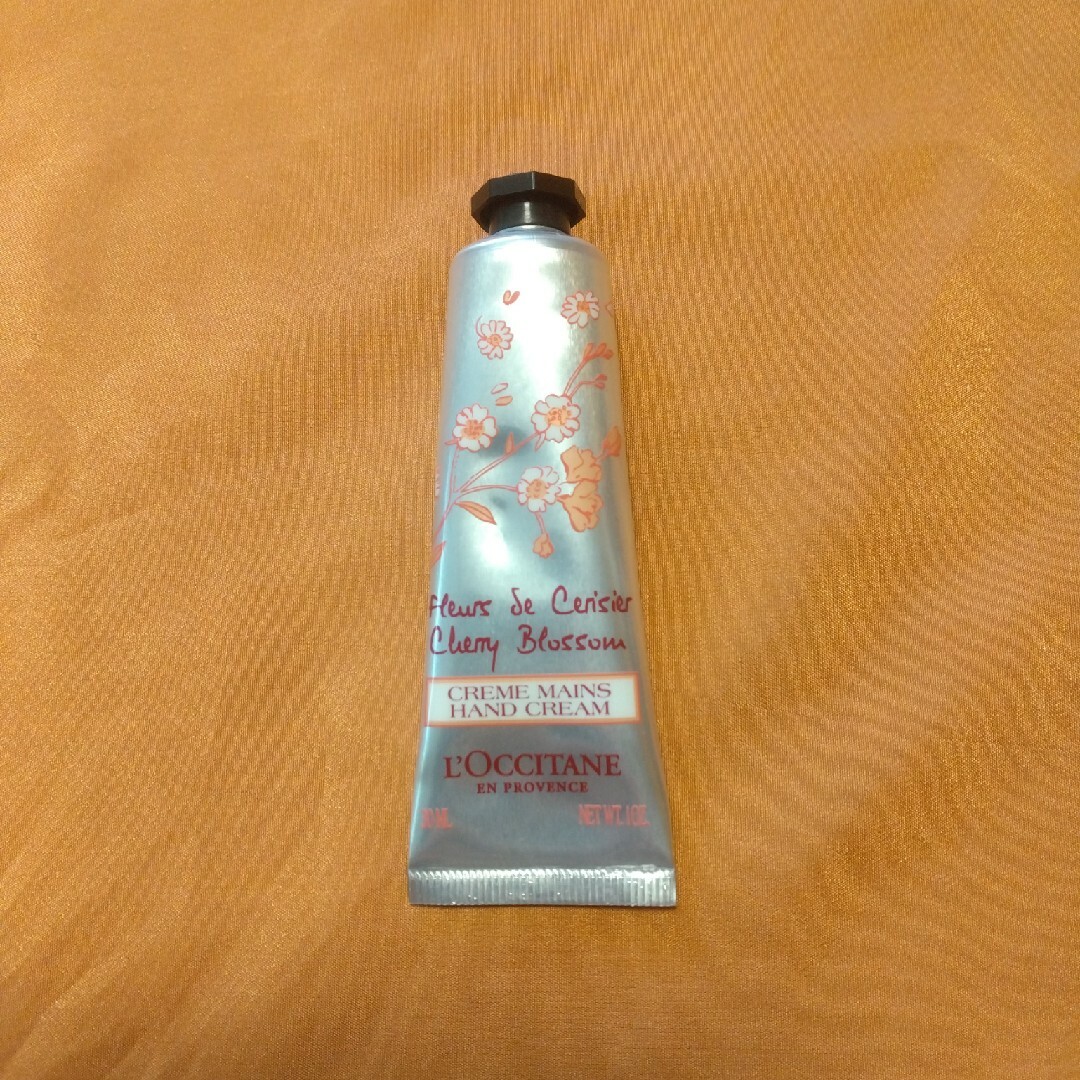 Fleurs de Cerisier
Cherry Blossom
CREME MAINS
HAND CREAM
L'OCCITANE
EN PROVENCE
30 ML NET WT. 1 OZ.